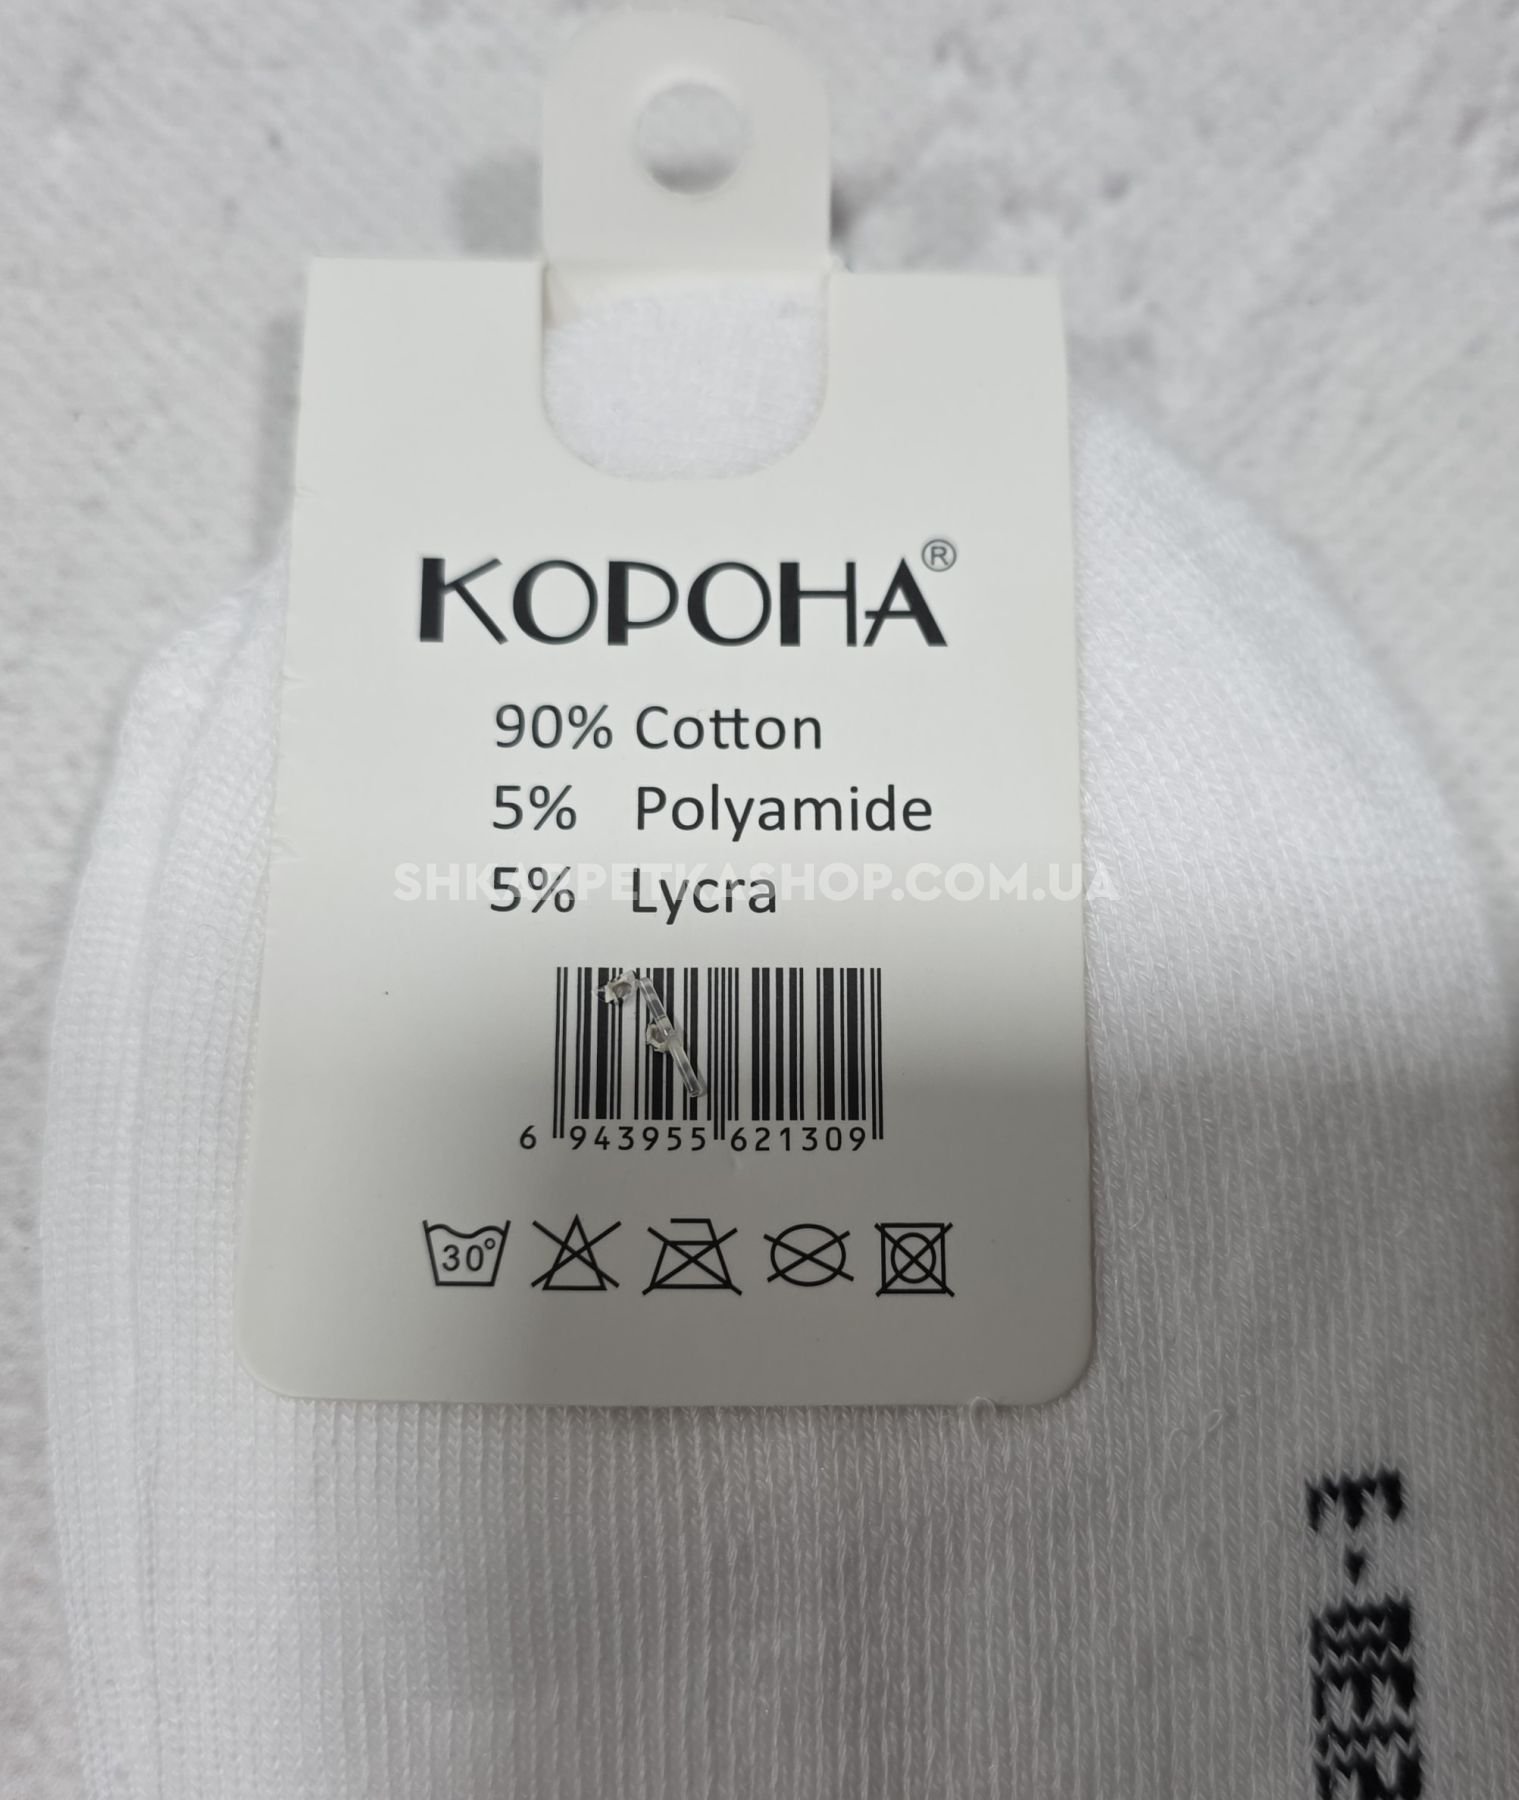 КОРОНА®
90% Cotton
5% Polyamide
SHKARPETKASHOP.COM.UA
5% Lycra
6 943955 621309
30°